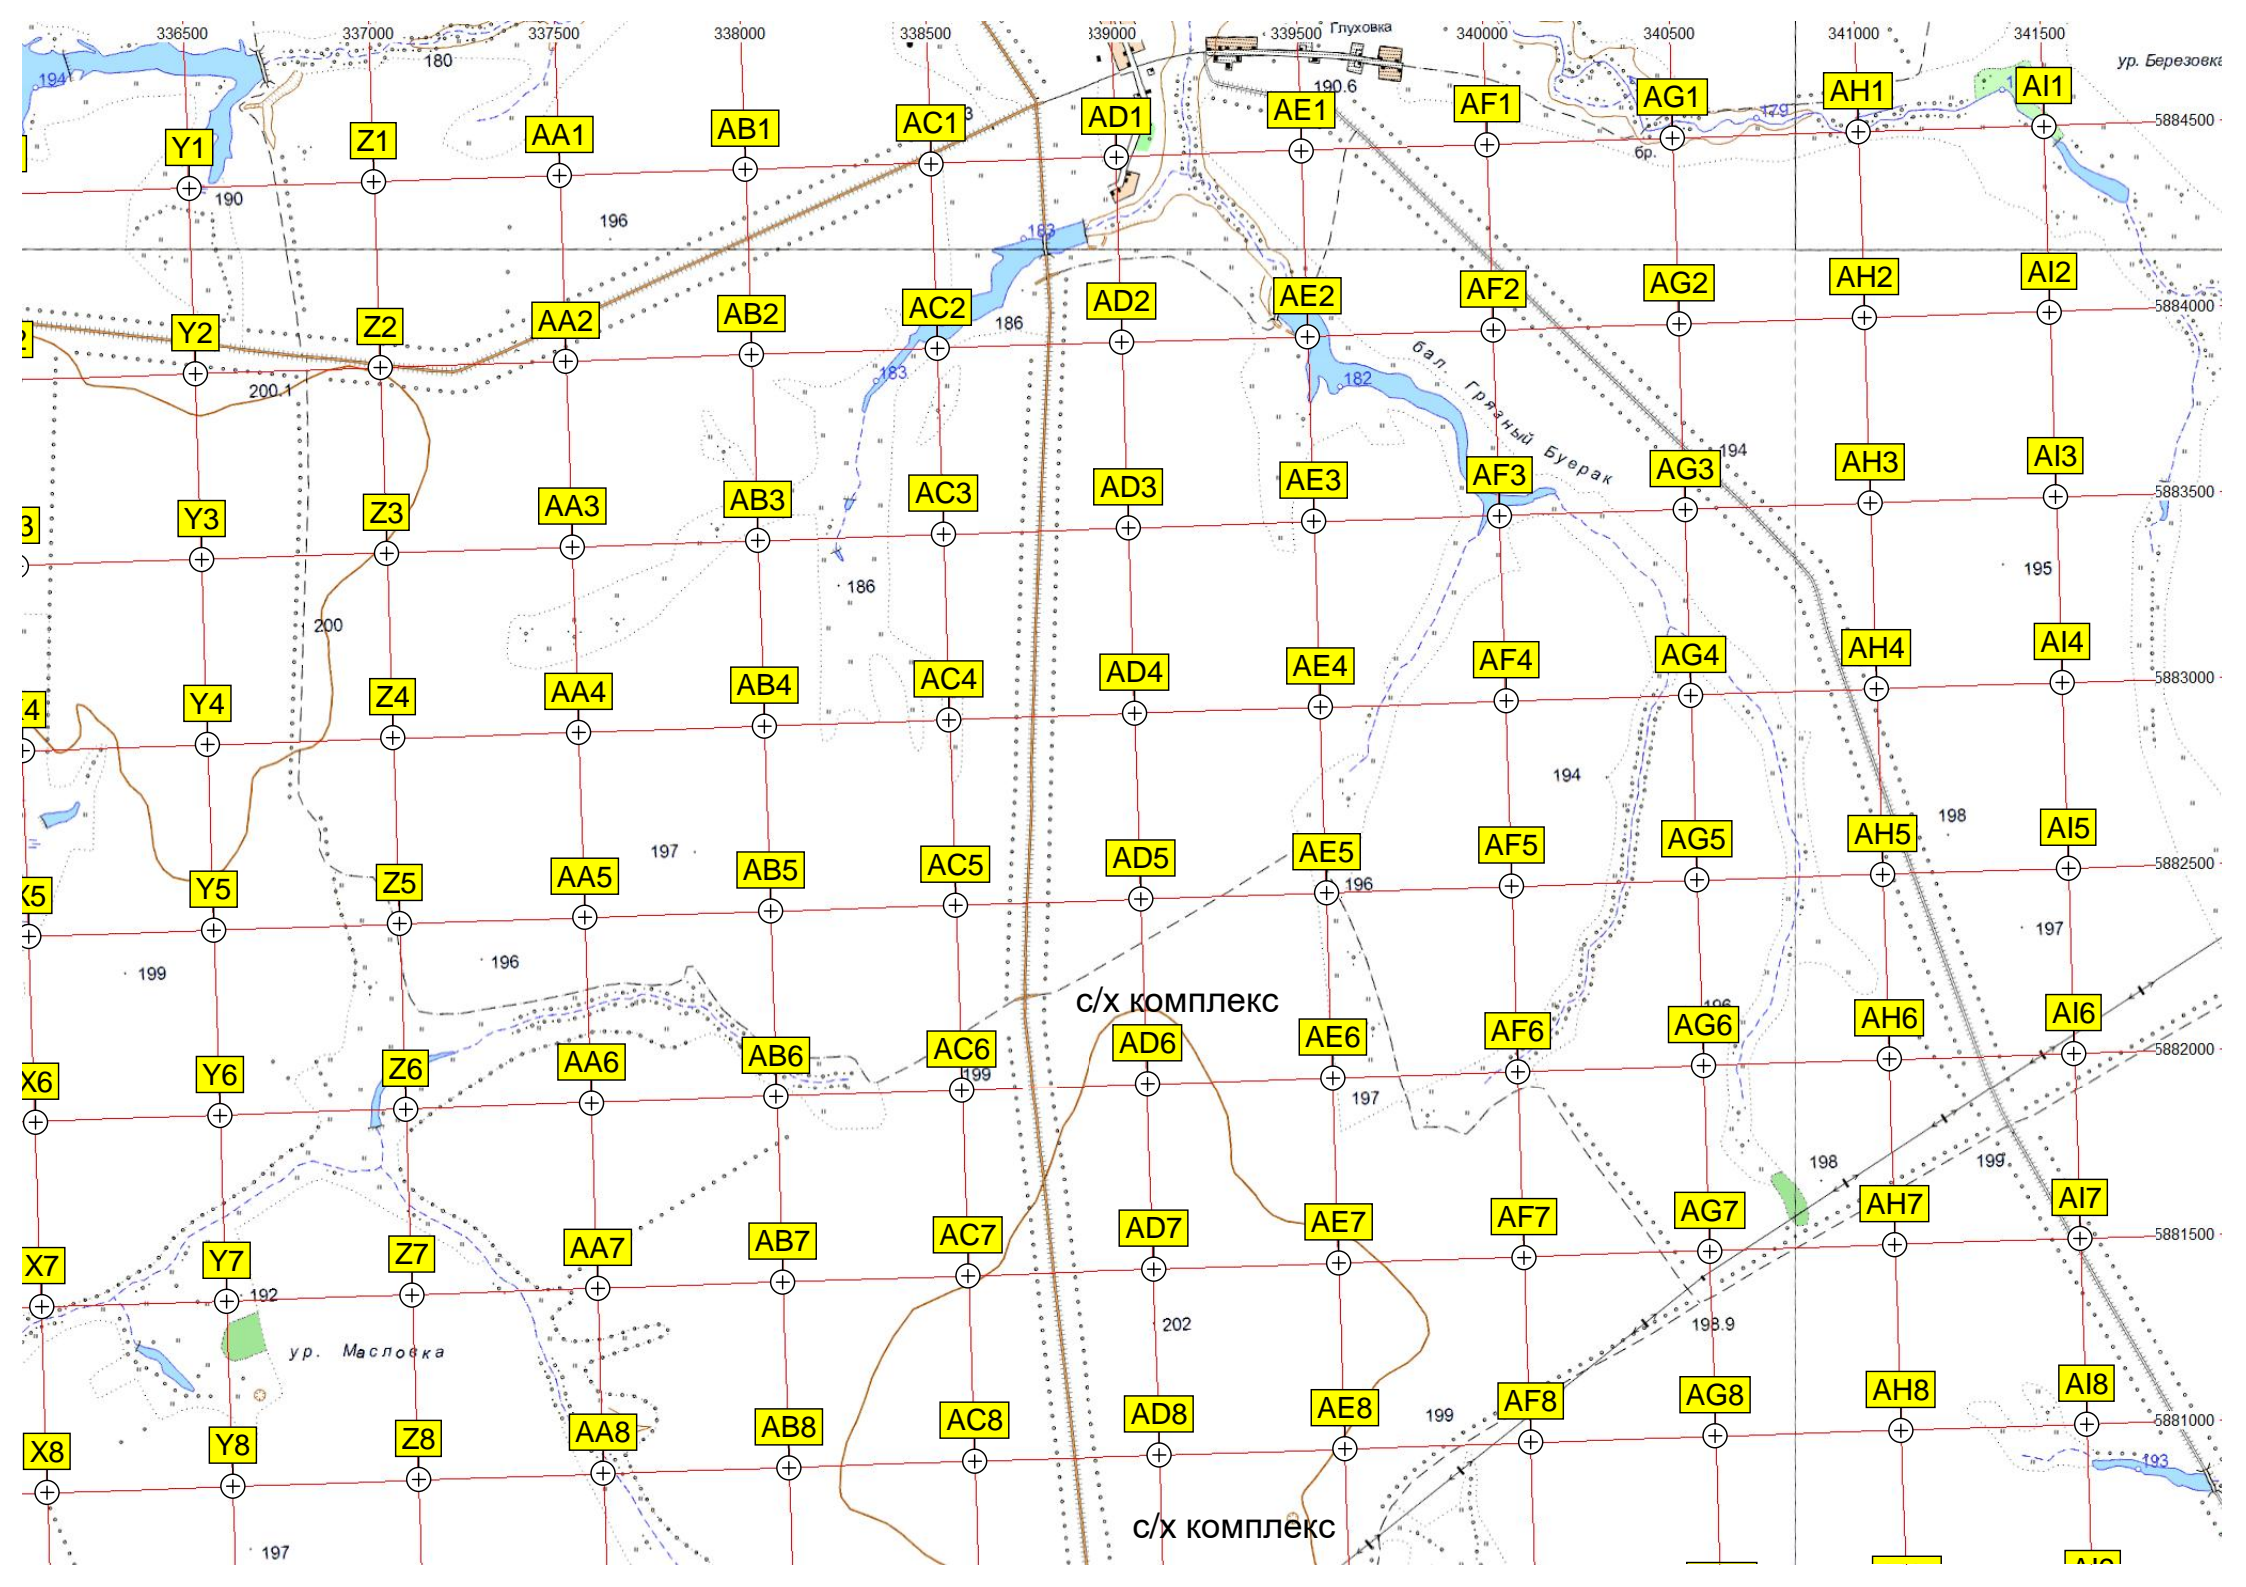 Глуховка
336500 337000 337500 338000 338500 339000 339500 340000 340500 341000 341500
180
ур. Березовка
194
190.6
Y1 Z1 AA1 AB1 AC1 AD1 AE1 AF1 AG1 AH1 AI1
179
5884500
бр.
190
196
183
Y2 Z2 AA2 AB2 AC2 AD2 AE2 AF2 AG2 AH2 AI2
5884000
186
200.1
183
182
бал. Грязный Буерак
194
Y3 Z3 AA3 AB3 AC3 AD3 AE3 AF3 AG3 AH3 AI3
5883500
186
195
200
Y4 Z4 AA4 AB4 AC4 AD4 AE4 AF4 AG4 AH4 AI4
5883000
194
198
197
X5 Y5 Z5 AA5 AB5 AC5 AD5 AE5 AF5 AG5 AH5 AI5
5882500
196
197
199
196
с/х комплекс
196
X6 Y6 Z6 AA6 AB6 AC6 AD6 AE6 AF6 AG6 AH6 AI6
5882000
199
197
198
199
X7 Y7 Z7 AA7 AB7 AC7 AD7 AE7 AF7 AG7 AH7 AI7
5881500
192
202
198.9
ур. Масловка
X8 Y8 Z8 AA8 AB8 AC8 AD8 AE8 AF8 AG8 AH8 AI8
199
5881000
193
с/х комплекс
197